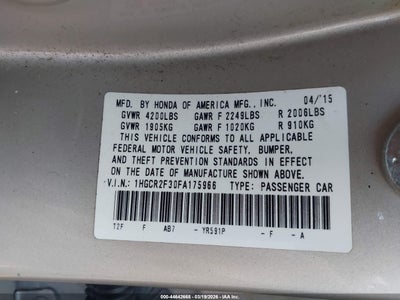 MFD. BY HONDA OF AMERICA MFG., INC. 04/'15
GVWR 4200LBS GAWR F 2249LBS R 2006LBS
GVWR 1905KG GAWR F 1020KG R 910KG
THIS VEHICLE CONFORMS TO ALL APPLICABLE
FEDERAL MOTOR VEHICLE SAFETY, BUMPER,
AND THEFT PREVENTION STANDARDS IN EFFECT
ON THE DATE OF MANUFACTURE SHOWN ABOVE.
V.I.N.: 1HGCR2F30FA175966 TYPE: PASSENGER CAR
T2F F AB7 - YR591P - F - A
000-44642668 - 03/19/2026 - IAA Inc.